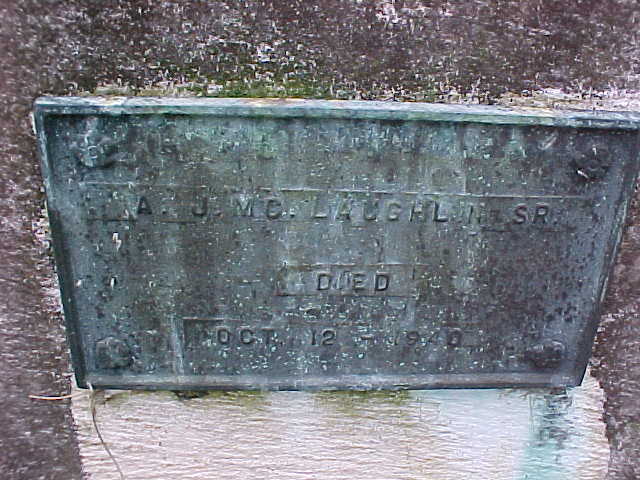 A. J. MC. LAUGHLIN SR.
DIED
OCT. 12 - 1940